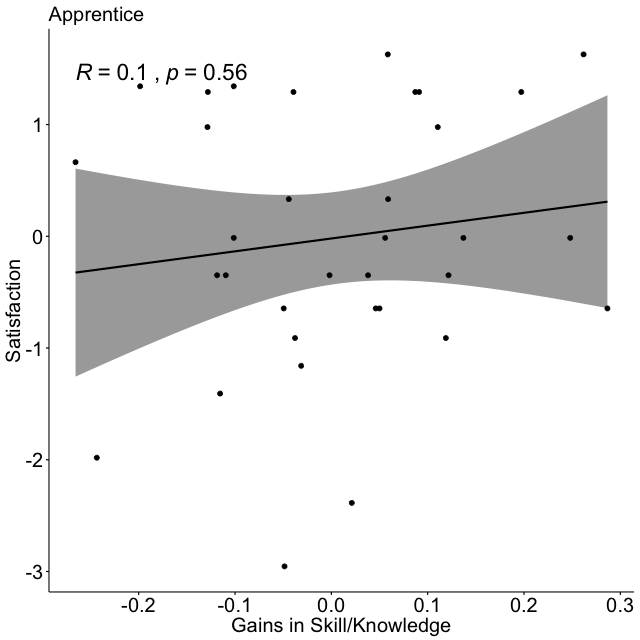 Apprentice
R = 0.1 , p = 0.56
1
0
-1
-2
-3
Satisfaction
-0.2 -0.1 0.0 0.1 0.2 0.3
Gains in Skill/Knowledge